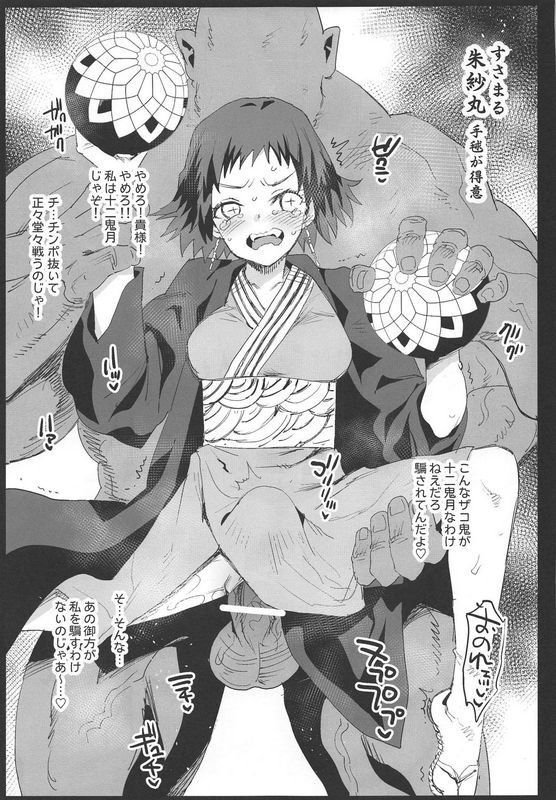 すさまる
朱紗丸
手毬が得意
やめろ!貴様!
やめろ!!
私は十二鬼月
じゃぞ!
チ…チンポ抜いて
正々堂々戦うのじゃ!
こんなザコ鬼が
十二鬼月なわけ
ねえだろ
騙されてんだよ♡
そ…そんな…
あの御方が
私を騙すわけ
ないのじゃあ~…♡